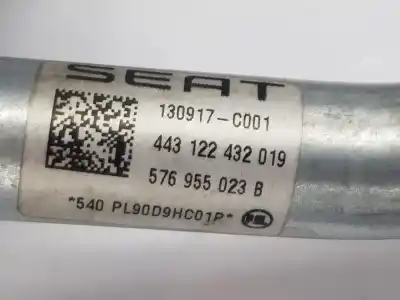 SEAT
130917-C001
443 122 432 019
576 955 023 B
*540 PL90D9HC01P*